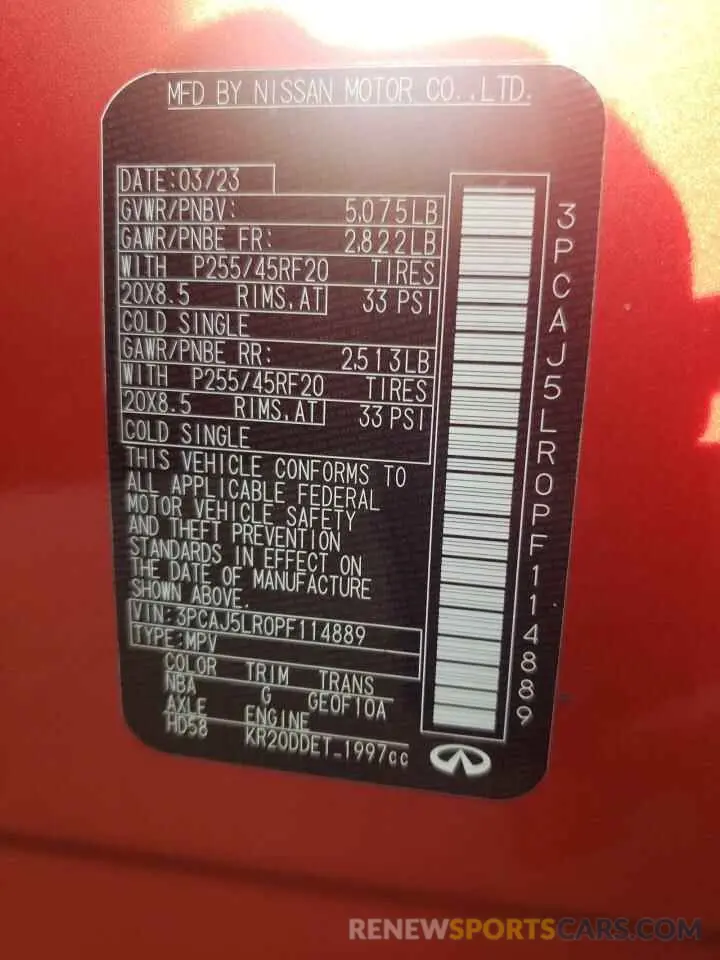 MFD BY NISSAN MOTOR CO.,LTD.
DATE:03/23
GVWR/PNBV: 5,075LB
GAWR/PNBE FR: 2,822LB
WITH P255/45RF20 TIRES
20X8.5 RIMS,AT 33 PSI
COLD SINGLE
GAWR/PNBE RR: 2,513LB
WITH P255/45RF20 TIRES
20X8.5 RIMS,AT 33 PSI
COLD SINGLE
THIS VEHICLE CONFORMS TO
ALL APPLICABLE FEDERAL
MOTOR VEHICLE SAFETY
AND THEFT PREVENTION
STANDARDS IN EFFECT ON
THE DATE OF MANUFACTURE
SHOWN ABOVE.
VIN:3PCAJ5LR0PF114889
TYPE:MPV
COLOR TRIM TRANS
NBA G GE0F10A
AXLE ENGINE
HD58 KR20DDET_1997cc
3PCAJ5LR0PF114889
RENEWSPORTSCARS.COM